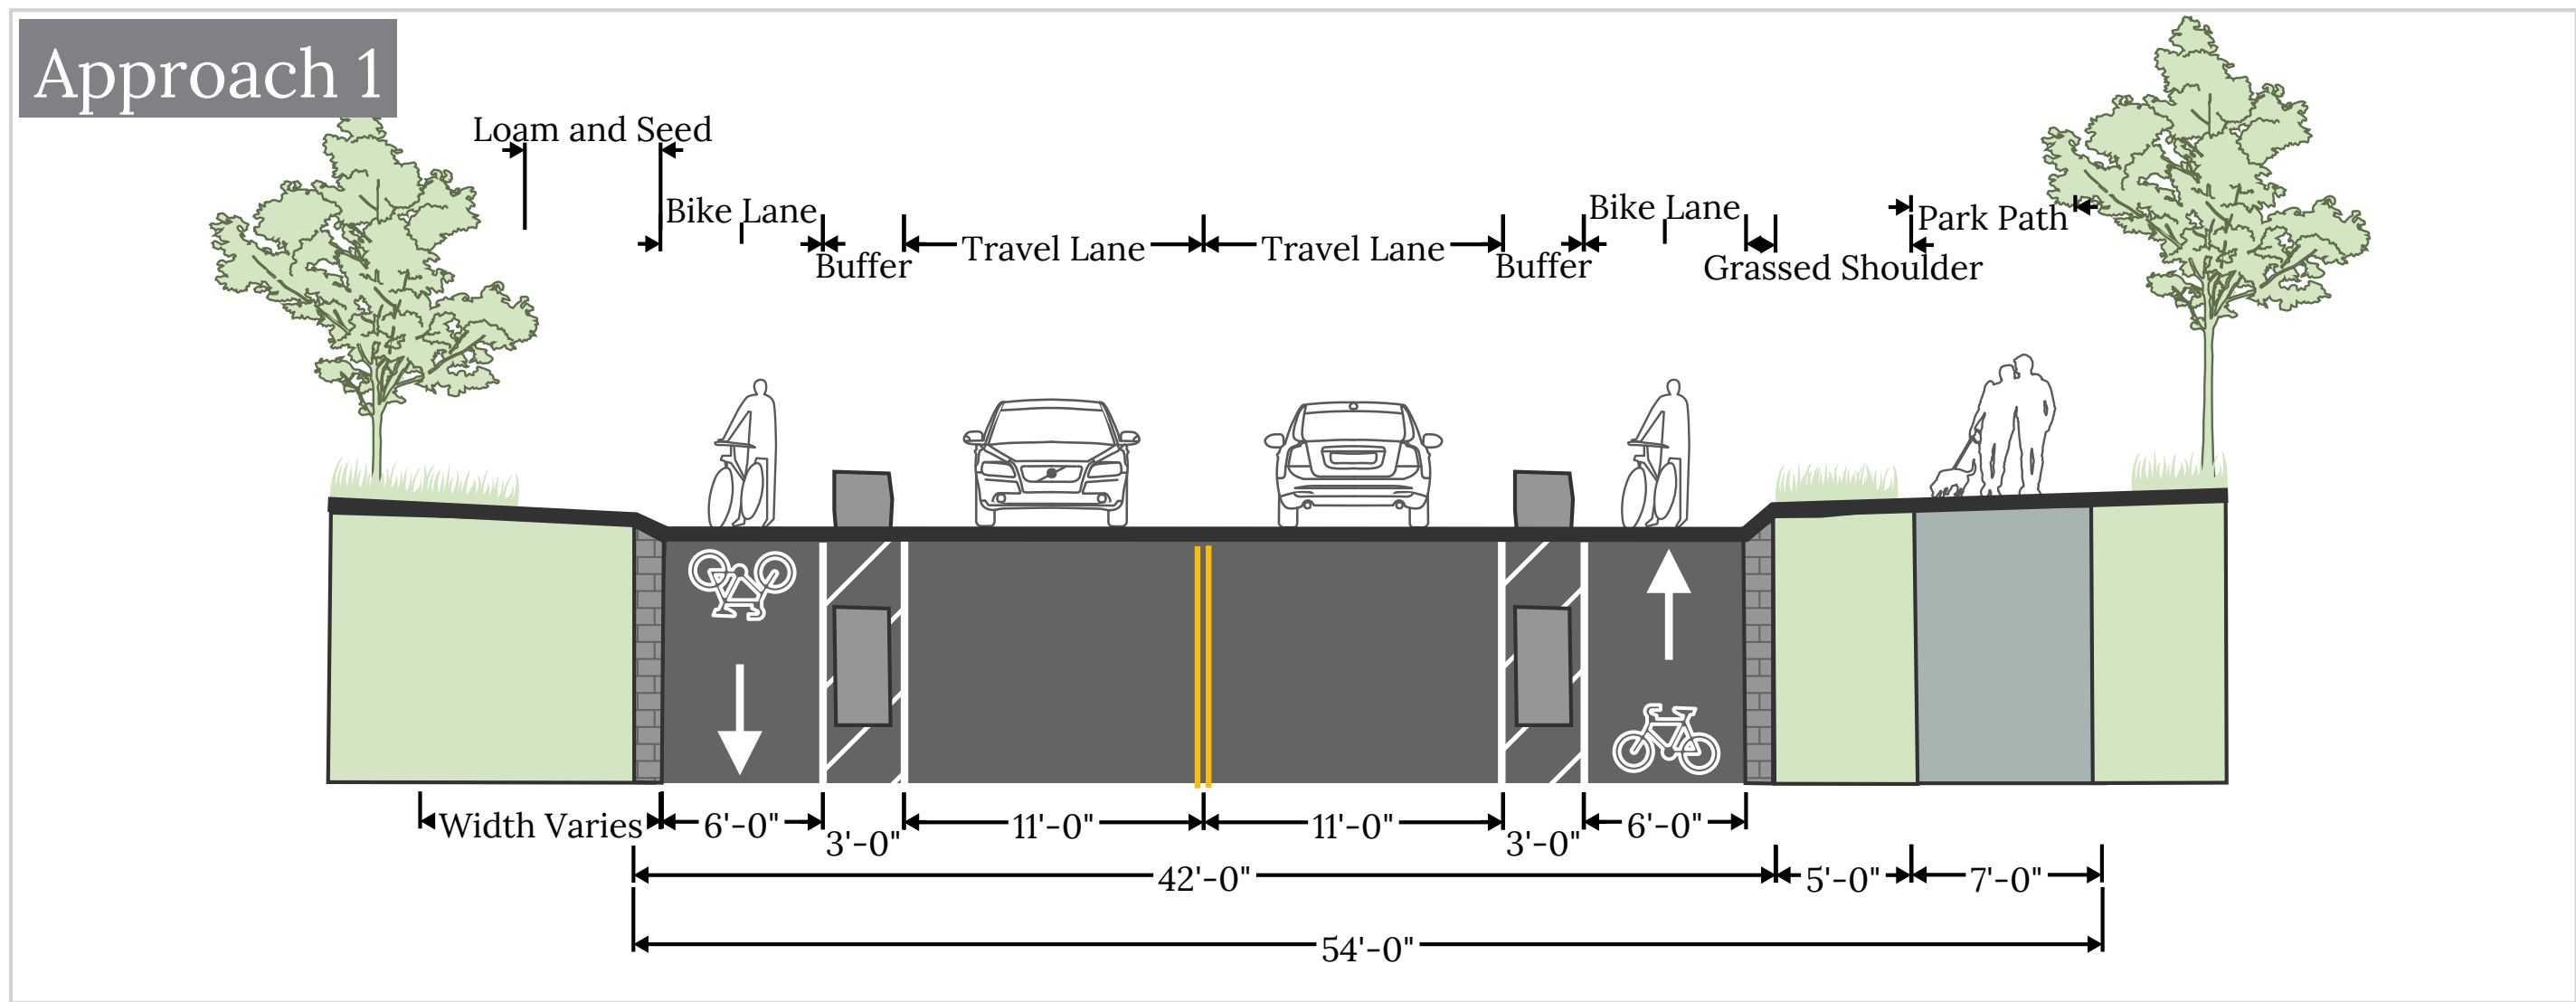 Approach 1
Loam and Seed
Bike Lane
Bike Lane
Park Path
Travel Lane
Travel Lane
Buffer
Buffer
Grassed Shoulder
Width Varies
6'-0"
3'-0"
11'-0"
11'-0"
3'-0"
6'-0"
42'-0"
5'-0"
7'-0"
54'-0"